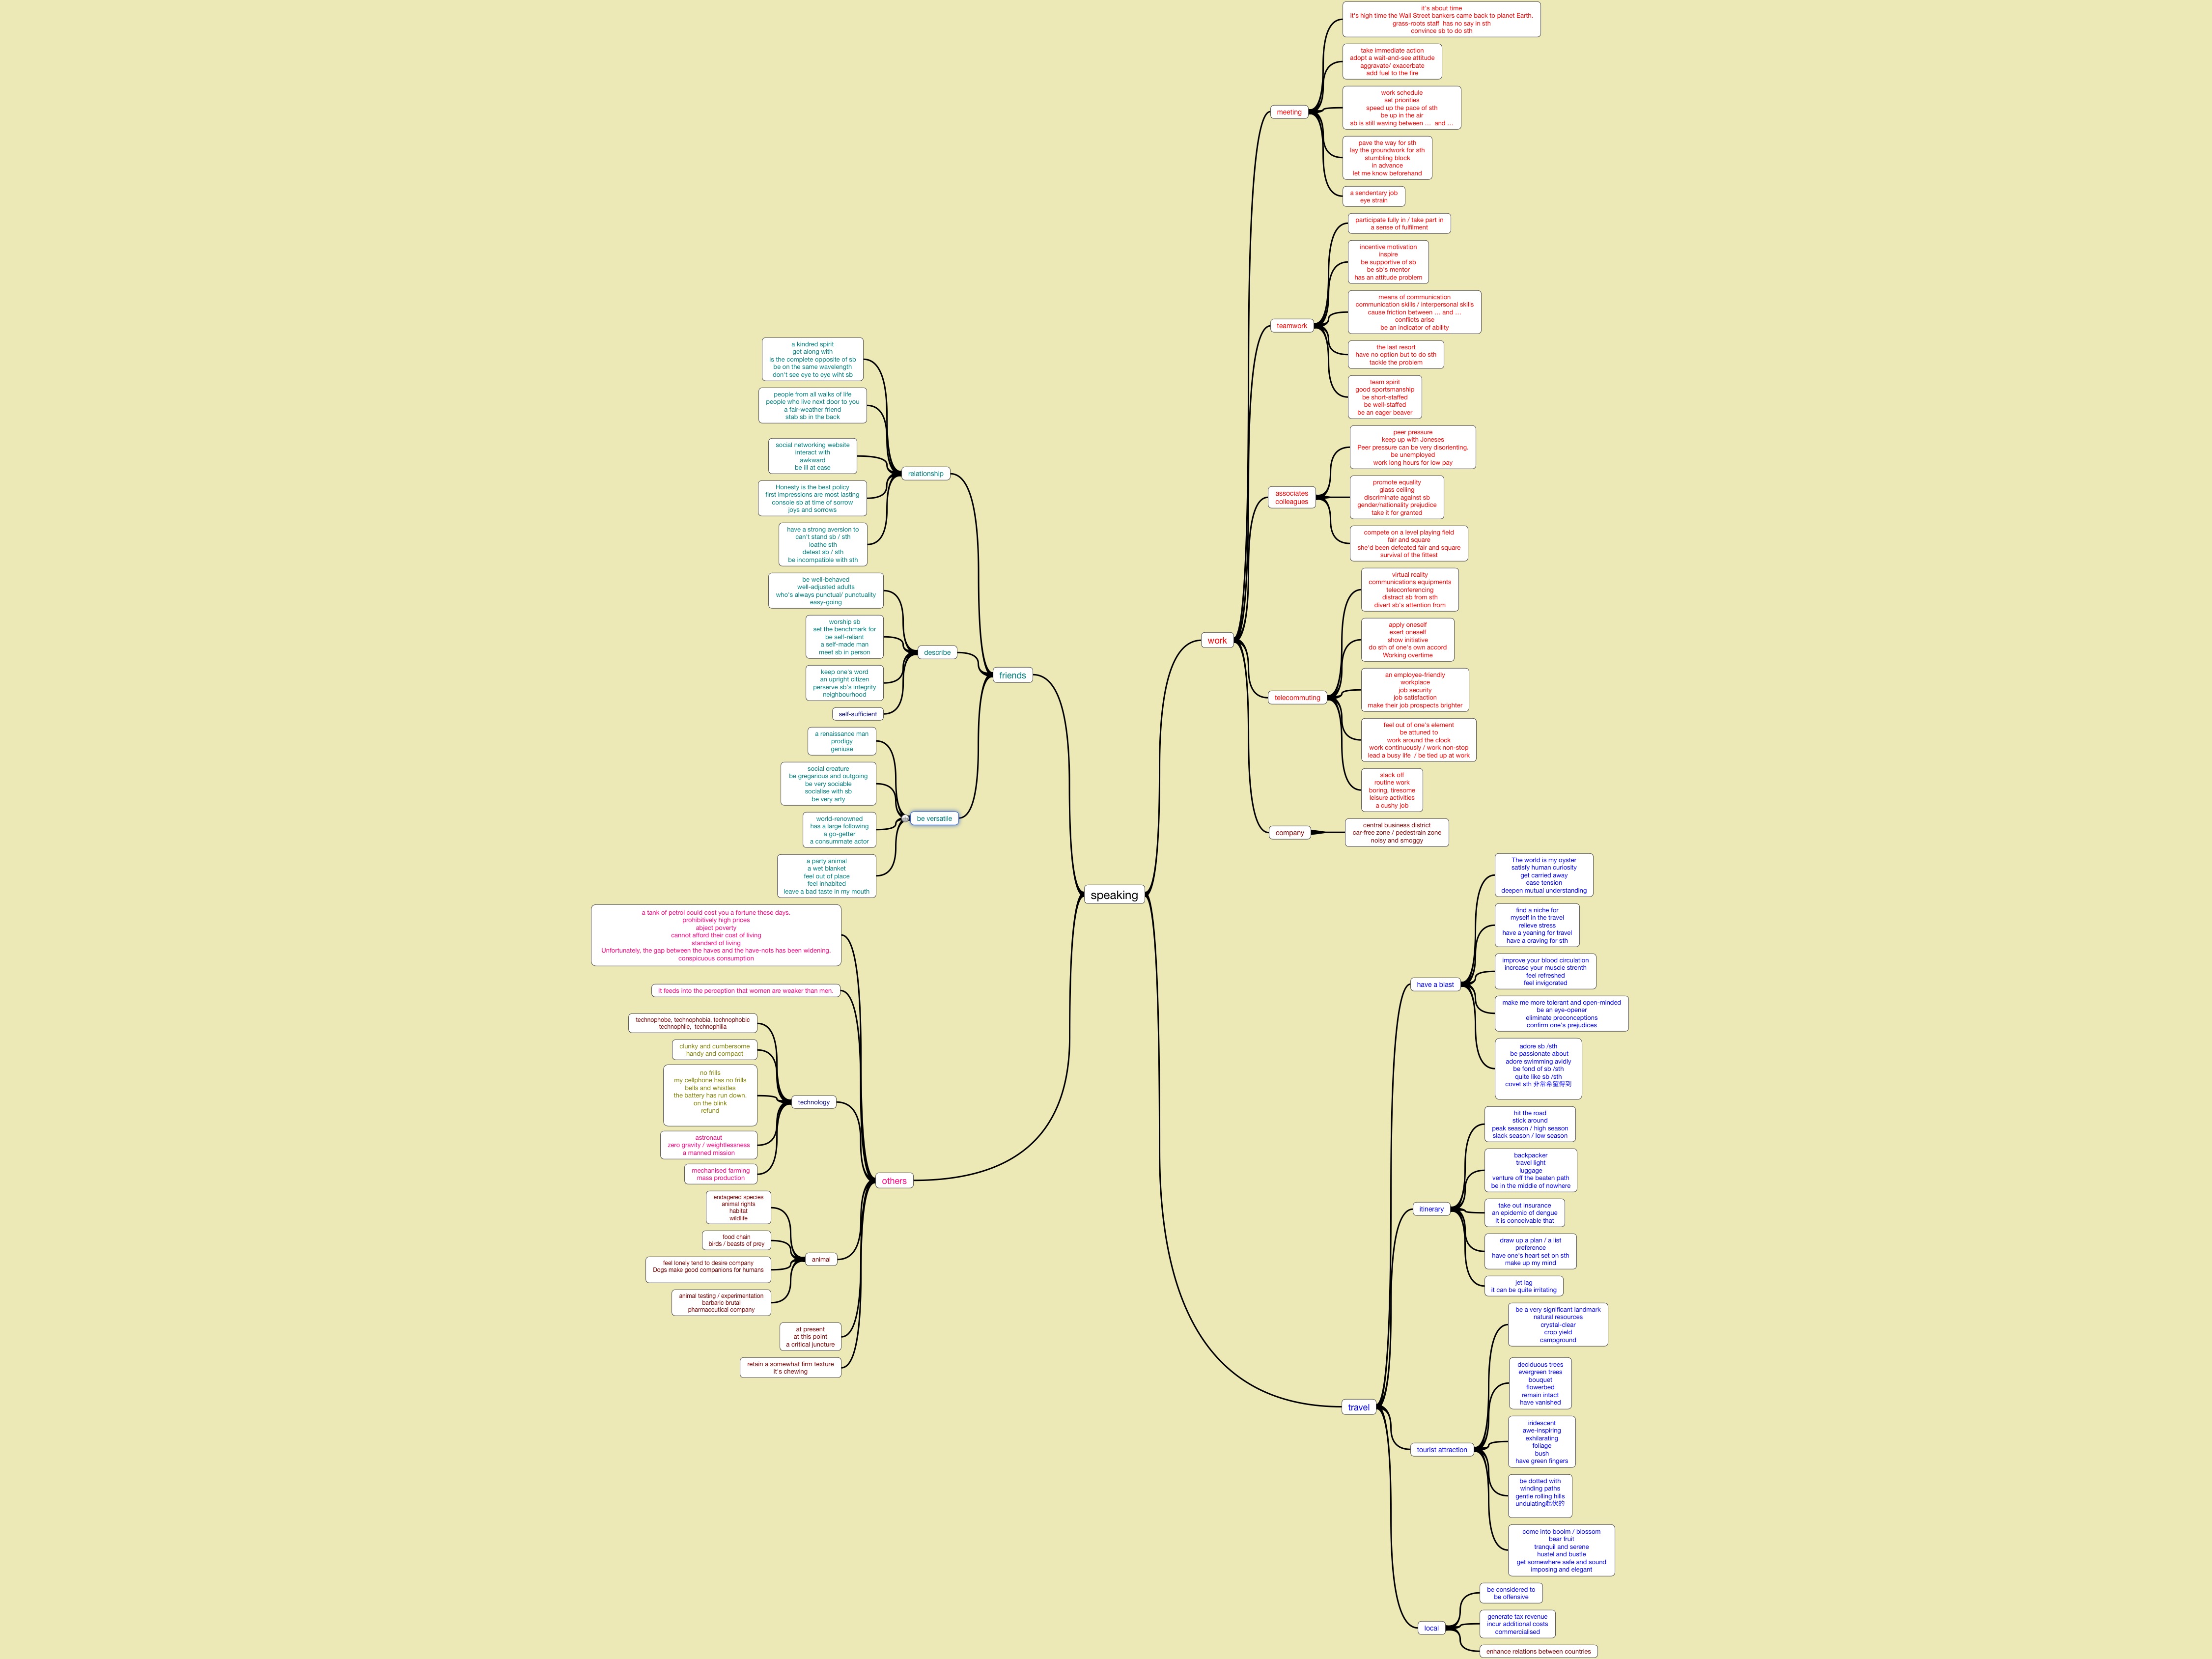 speaking
work
meeting
it's about time
it's high time the Wall Street bankers came back to planet Earth.
grass-roots staff  has no say in sth
convince sb to do sth
take immediate action
adopt a wait-and-see attitude
aggravate/ exacerbate
add fuel to the fire
work schedule
set priorities
speed up the pace of sth
be up in the air
sb is still waving between …  and …
pave the way for sth
lay the groundwork for sth
stumbling block
in advance
let me know beforehand
a sendentary job
eye strain
teamwork
participate fully in / take part in
a sense of fulfilment
incentive motivation
inspire
be supportive of sb
be sb's mentor
has an attitude problem
means of communication
communication skills / interpersonal skills
cause friction between … and …
conflicts arise
be an indicator of ability
the last resort
have no option but to do sth
tackle the problem
team spirit
good sportsmanship
be short-staffed
be well-staffed
be an eager beaver
associates
colleagues
peer pressure
keep up with Joneses
Peer pressure can be very disorienting.
be unemployed
work long hours for low pay
promote equality
glass ceiling
discriminate against sb
gender/nationality prejudice
take it for granted
compete on a level playing field
fair and square
she'd been defeated fair and square
survival of the fittest
telecommuting
virtual reality
communications equipments
teleconferencing
distract sb from sth
divert sb's attention from
apply oneself
exert oneself
show initiative
do sth of one's own accord
Working overtime
an employee-friendly
workplace
job security
job satisfaction
make their job prospects brighter
feel out of one's element
be attuned to
work around the clock
work continuously / work non-stop
lead a busy life  / be tied up at work
slack off
routine work
boring, tiresome
leisure activities
a cushy job
company
central business district
car-free zone / pedestrain zone
noisy and smoggy
travel
have a blast
The world is my oyster
satisfy human curiosity
get carried away
ease tension
deepen mutual understanding
find a niche for
myself in the travel
relieve stress
have a yeaning for travel
have a craving for sth
improve your blood circulation
increase your muscle strenth
feel refreshed
feel invigorated
make me more tolerant and open-minded
be an eye-opener
eliminate preconceptions
confirm one's prejudices
adore sb /sth
be passionate about
adore swimming avidly
be fond of sb /sth
quite like sb /sth
covet sth 非常希望得到
itinerary
hit the road
stick around
peak season / high season
slack season / low season
backpacker
travel light
luggage
venture off the beaten path
be in the middle of nowhere
take out insurance
an epidemic of dengue
It is conceivable that
draw up a plan / a list
preference
have one's heart set on sth
make up my mind
jet lag
it can be quite irritating
tourist attraction
be a very significant landmark
natural resources
crystal-clear
crop yield
campground
deciduous trees
evergreen trees
bouquet
flowerbed
remain intact
have vanished
iridescent
awe-inspiring
exhilarating
foliage
bush
have green fingers
be dotted with
winding paths
gentle rolling hills
undulating起伏的
come into boolm / blossom
bear fruit
tranquil and serene
hustel and bustle
get somewhere safe and sound
imposing and elegant
local
be considered to
be offensive
generate tax revenue
incur additional costs
commercialised
enhance relations between countries
friends
relationship
a kindred spirit
get along with
is the complete opposite of sb
be on the same wavelength
don't see eye to eye wiht sb
people from all walks of life
people who live next door to you
a fair-weather friend
stab sb in the back
social networking website
interact with
awkward
be ill at ease
Honesty is the best policy
first impressions are most lasting
console sb at time of sorrow
joys and sorrows
have a strong aversion to
can't stand sb / sth
loathe sth
detest sb / sth
be incompatible with sth
describe
be well-behaved
well-adjusted adults
who's always punctual/ punctuality
easy-going
worship sb
set the benchmark for
be self-reliant
a self-made man
meet sb in person
keep one's word
an upright citizen
perserve sb's integrity
neighbourhood
self-sufficient
be versatile
a renaissance man
prodigy
geniuse
social creature
be gregarious and outgoing
be very sociable
socialise with sb
be very arty
world-renowned
has a large following
a go-getter
a consummate actor
a party animal
a wet blanket
feel out of place
feel inhabited
leave a bad taste in my mouth
others
a tank of petrol could cost you a fortune these days.
prohibitively high prices
abject poverty
cannot afford their cost of living
standard of living
Unfortunately, the gap between the haves and the have-nots has been widening.
conspicuous consumption
It feeds into the perception that women are weaker than men.
technology
technophobe, technophobia, technophobic
technophile,  technophilia
clunky and cumbersome
handy and compact
no frills
my cellphone has no frills
bells and whistles
the battery has run down.
on the blink
refund
astronaut
zero gravity / weightlessness
a manned mission
mechanised farming
mass production
animal
endagered species
animal rights
habitat
wildlife
food chain
birds / beasts of prey
feel lonely tend to desire company
Dogs make good companions for humans
animal testing / experimentation
barbaric brutal
pharmaceutical company
at present
at this point
a critical juncture
retain a somewhat firm texture
it's chewing